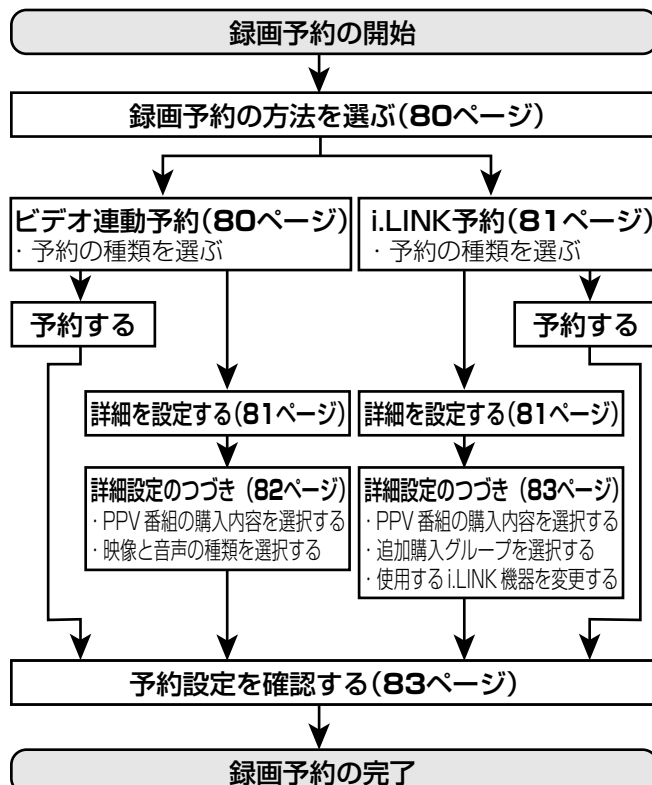 録画予約の開始
録画予約の方法を選ぶ(80ページ)
ビデオ連動予約(80ページ)
・予約の種類を選ぶ
i.LINK予約(81ページ)
・予約の種類を選ぶ
予約する
予約する
詳細を設定する(81ページ)
詳細を設定する(81ページ)
詳細設定のつづき(82ページ)
・PPV番組の購入内容を選択する
・映像と音声の種類を選択する
詳細設定のつづき(83ページ)
・PPV番組の購入内容を選択する
・追加購入グループを選択する
・使用するi.LINK機器を変更する
予約設定を確認する(83ページ)
録画予約の完了